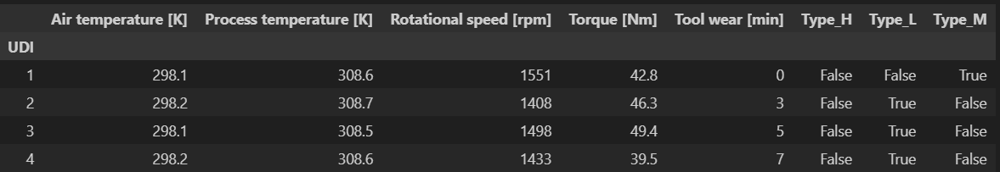 Air temperature [K] Process temperature [K] Rotational speed [rpm] Torque [Nm] Tool wear [min] Type_H Type_L Type_M
UDI
1 298.1 308.6 1551 42.8 0 False False True
2 298.2 308.7 1408 46.3 3 False True False
3 298.1 308.5 1498 49.4 5 False True False
4 298.2 308.6 1433 39.5 7 False True False